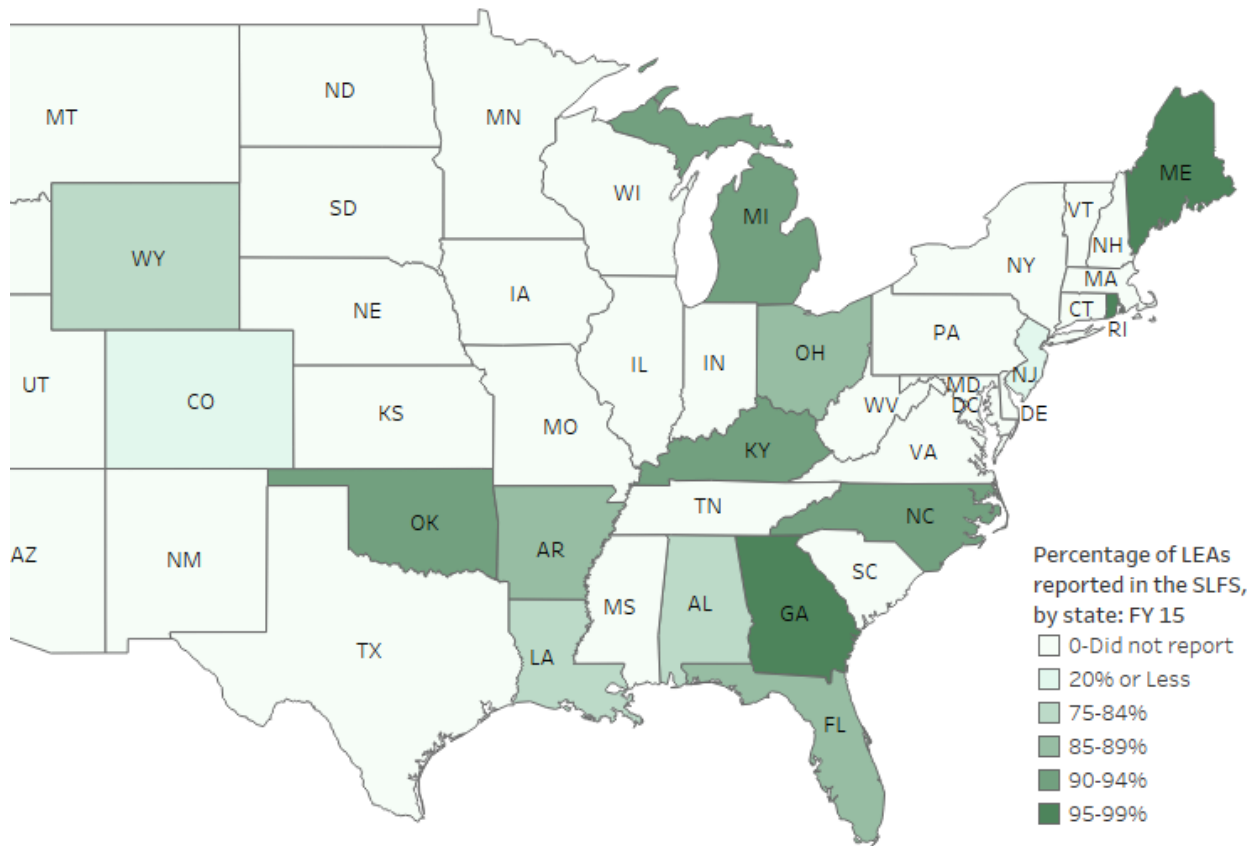 ND
MN
MT
ME
WI
VT
SD
MI
NH
WY
NY
MA
IA
NE
CT
RI
PA
OH
IL
IN
UT
NJ
MD
CO
WV
DC
KS
DE
MO
KY
VA
TN
OK
NC
AR
AZ
NM
SC
MS
AL
GA
TX
LA
FL
Percentage of LEAs
reported in the SLFS,
by state: FY 15
0-Did not report
20% or Less
75-84%
85-89%
90-94%
95-99%